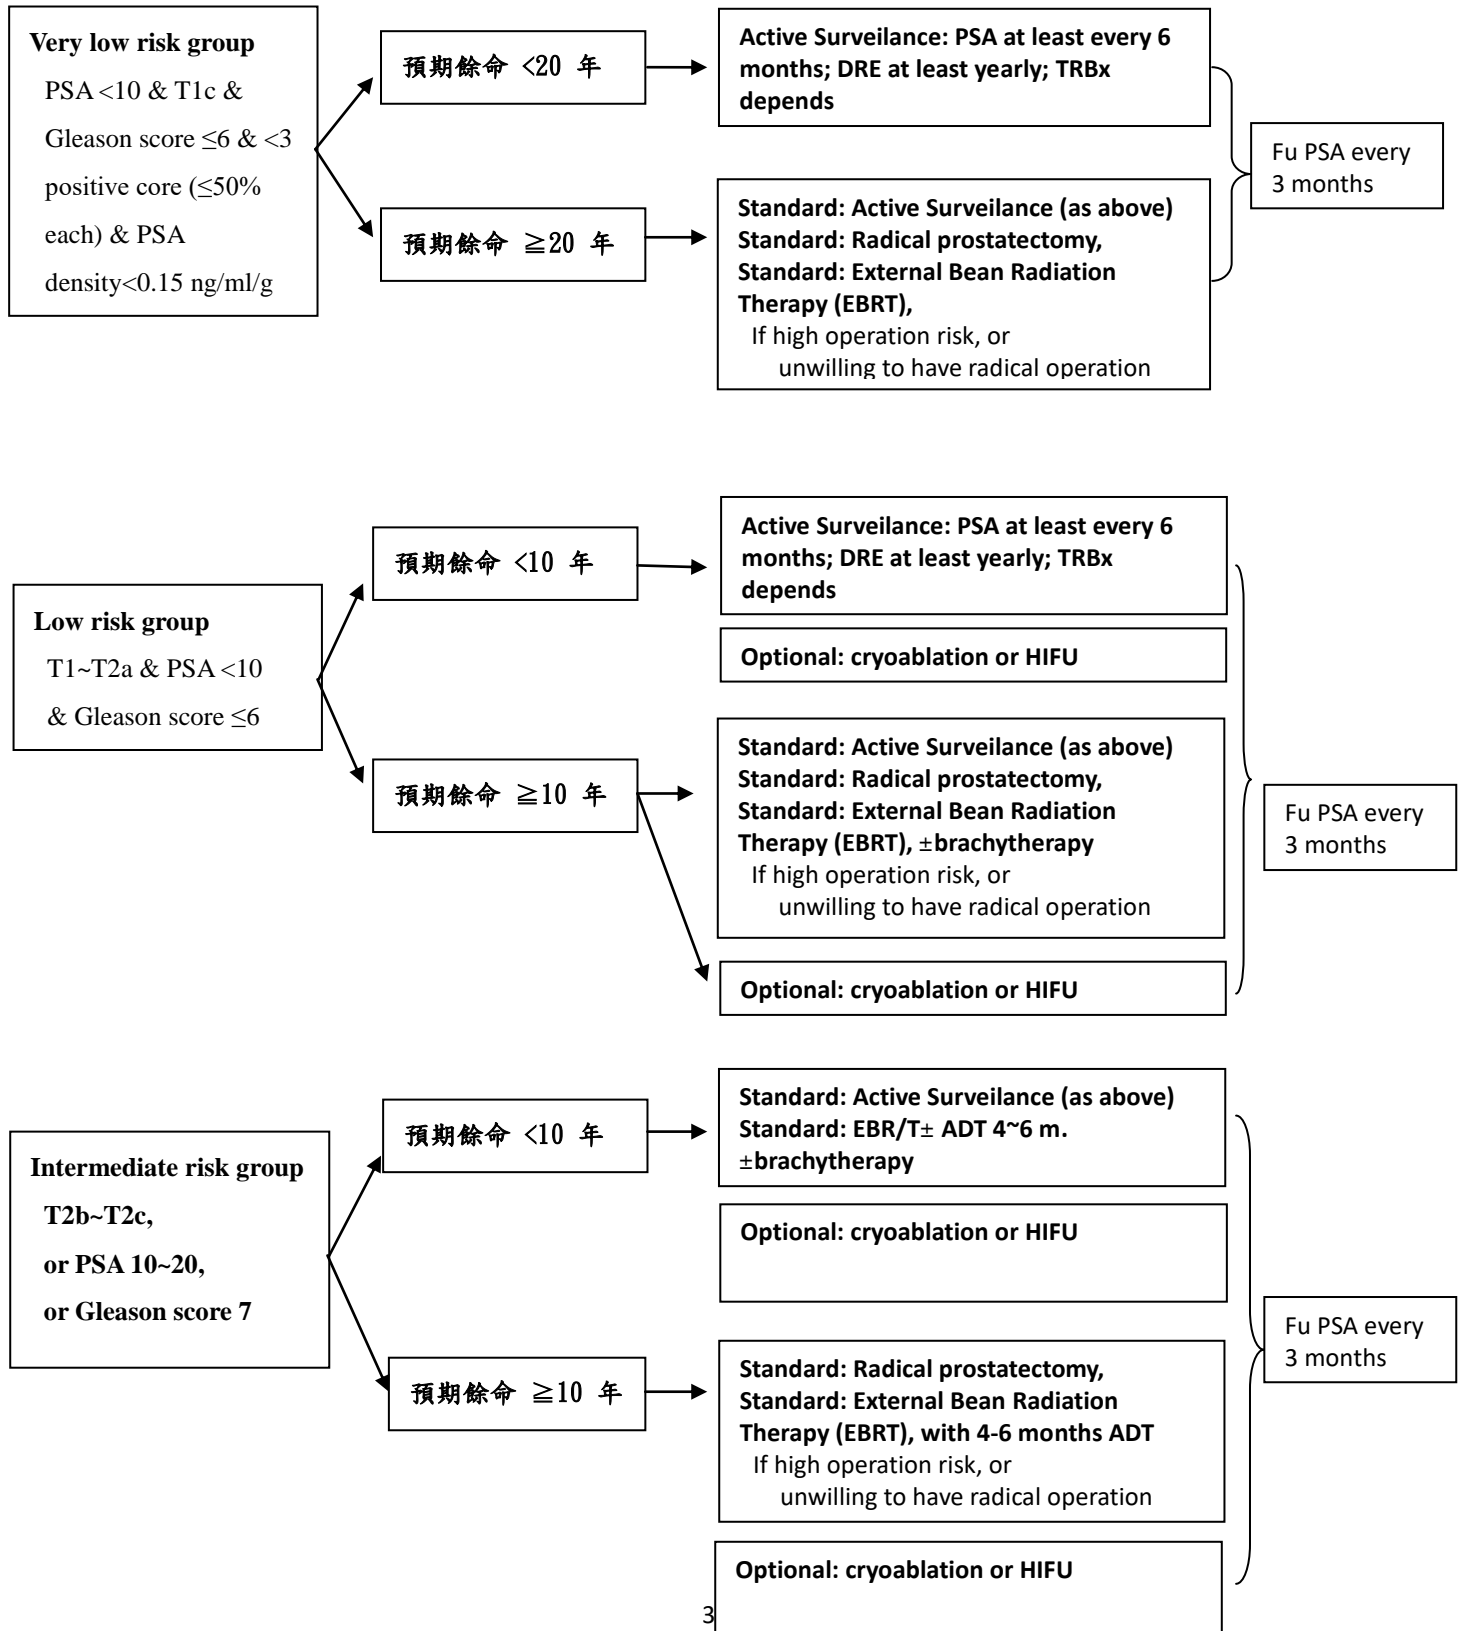 Very low risk group
PSA <10 & T1c &
Gleason score ≤6 & <3
positive core (≤50%
each) & PSA
density<0.15 ng/ml/g
預期餘命 <20 年
Active Surveilance: PSA at least every 6
months; DRE at least yearly; TRBx
depends
預期餘命 ≧20 年
Standard: Active Surveilance (as above)
Standard: Radical prostatectomy,
Standard: External Bean Radiation
Therapy (EBRT),
If high operation risk, or
unwilling to have radical operation
Fu PSA every
3 months
Low risk group
T1~T2a & PSA <10
& Gleason score ≤6
預期餘命 <10 年
Active Surveilance: PSA at least every 6
months; DRE at least yearly; TRBx
depends
Optional: cryoablation or HIFU
預期餘命 ≧10 年
Standard: Active Surveilance (as above)
Standard: Radical prostatectomy,
Standard: External Bean Radiation
Therapy (EBRT), ±brachytherapy
If high operation risk, or
unwilling to have radical operation
Optional: cryoablation or HIFU
Fu PSA every
3 months
Intermediate risk group
T2b~T2c,
or PSA 10~20,
or Gleason score 7
預期餘命 <10 年
Standard: Active Surveilance (as above)
Standard: EBR/T± ADT 4~6 m.
±brachytherapy
Optional: cryoablation or HIFU
預期餘命 ≧10 年
Standard: Radical prostatectomy,
Standard: External Bean Radiation
Therapy (EBRT), with 4-6 months ADT
If high operation risk, or
unwilling to have radical operation
Optional: cryoablation or HIFU
Fu PSA every
3 months
3